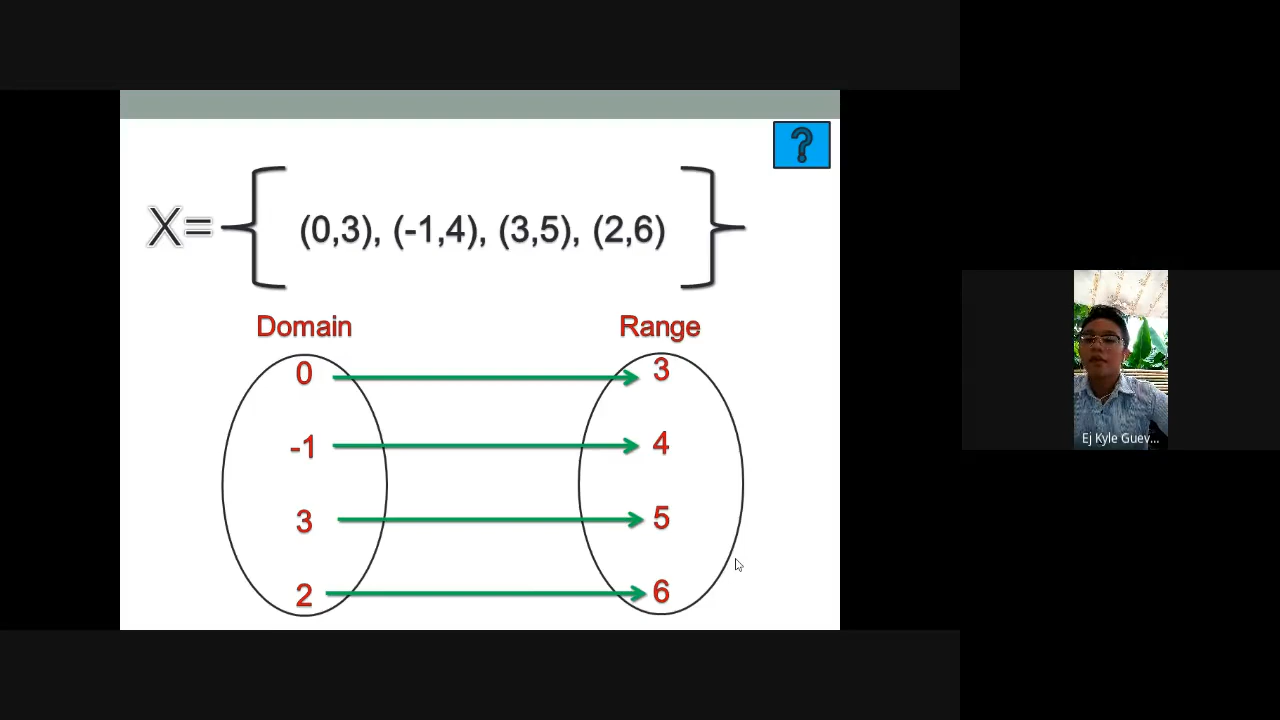 ?
X= { (0,3), (-1,4), (3,5), (2,6) }
Domain Range
0 3
-1 4
3 5
2 6
Ej Kyle Guev...